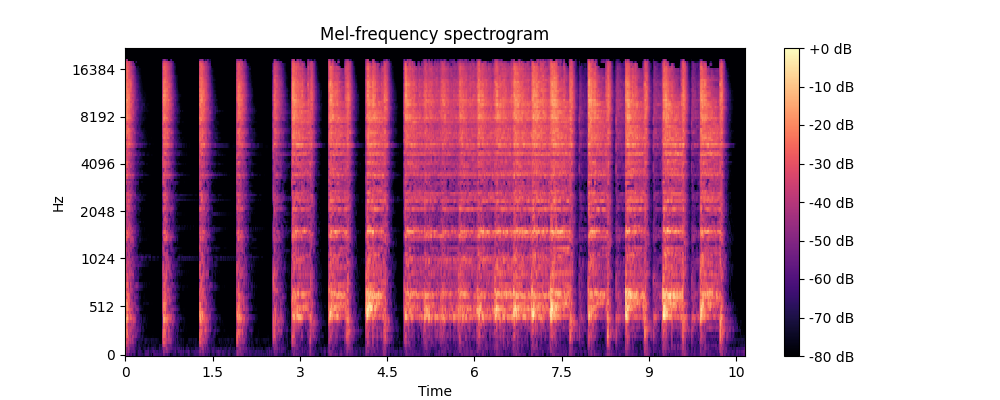 Mel-frequency spectrogram
Hz
16384
8192
4096
2048
1024
512
0
0 1.5 3 4.5 6 7.5 9 10
Time
+0 dB
-10 dB
-20 dB
-30 dB
-40 dB
-50 dB
-60 dB
-70 dB
-80 dB